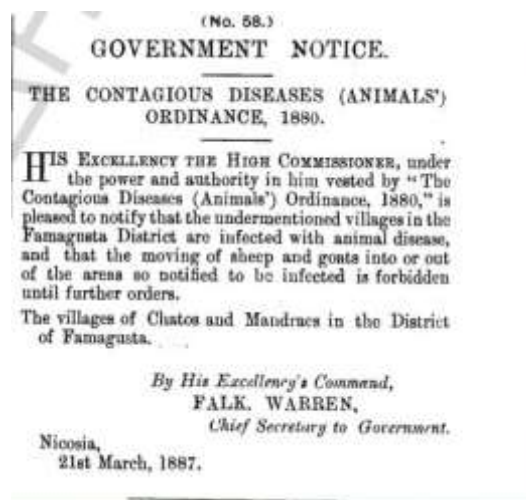 (No. 58.)
GOVERNMENT NOTICE.
THE CONTAGIOUS DISEASES (ANIMALS')
ORDINANCE, 1880.
HIS EXCELLENCY THE HIGH COMMISSIONER, under
the power and authority in him vested by "The
Contagious Diseases (Animals') Ordinance, 1880," is
pleased to notify that the undermentioned villages in the
Famagusta District are infected with animal disease,
and that the moving of sheep and goats into or out
of the areas so notified to be infected is forbidden
until further orders.
The villages of Chatos and Mandraes in the District
of Famagusta.
By His Excellency's Command,
FALK. WARREN,
Chief Secretary to Government.
Nicosia,
21st March, 1887.